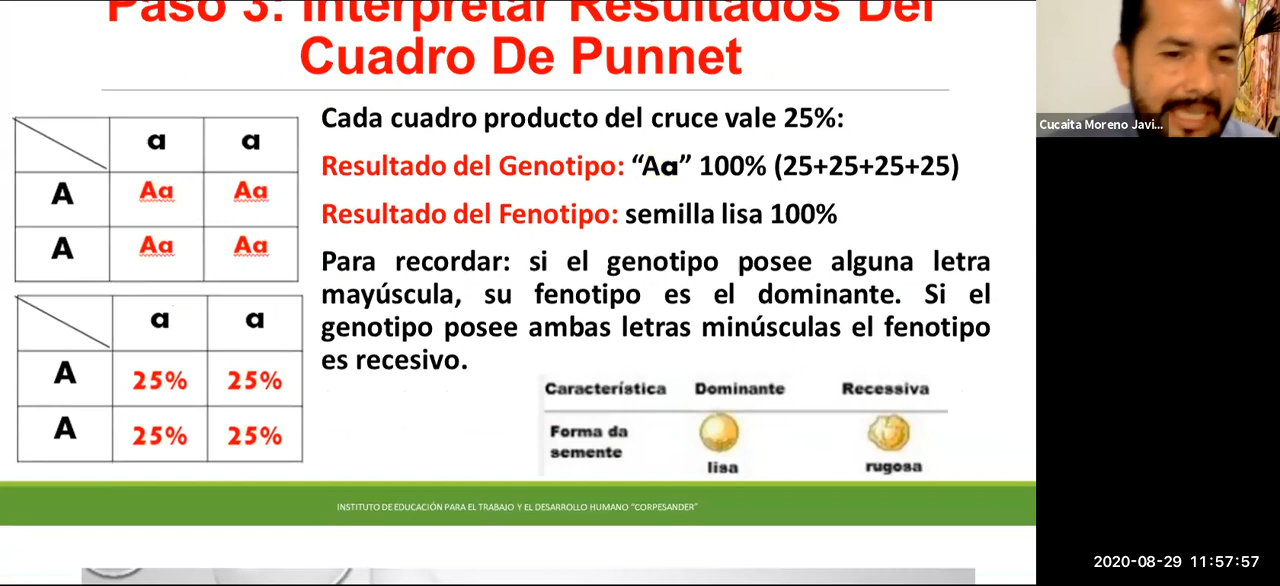 Paso 3: Interpretar Resultados Del
Cuadro De Punnet
a a
A Aa Aa
A Aa Aa
a a
A 25% 25%
A 25% 25%
Cada cuadro producto del cruce vale 25%:
Resultado del Genotipo: “Aa” 100% (25+25+25+25)
Resultado del Fenotipo: semilla lisa 100%
Para recordar: si el genotipo posee alguna letra
mayúscula, su fenotipo es el dominante. Si el
genotipo posee ambas letras minúsculas el fenotipo
es recesivo.
Característica Dominante Recessiva
Forma da
semente
lisa rugosa
INSTITUTO DE EDUCACIÓN PARA EL TRABAJO Y EL DESARROLLO HUMANO “CORPESANDER”
Cucaita Moreno Javi...
2020-08-29 11:57:57